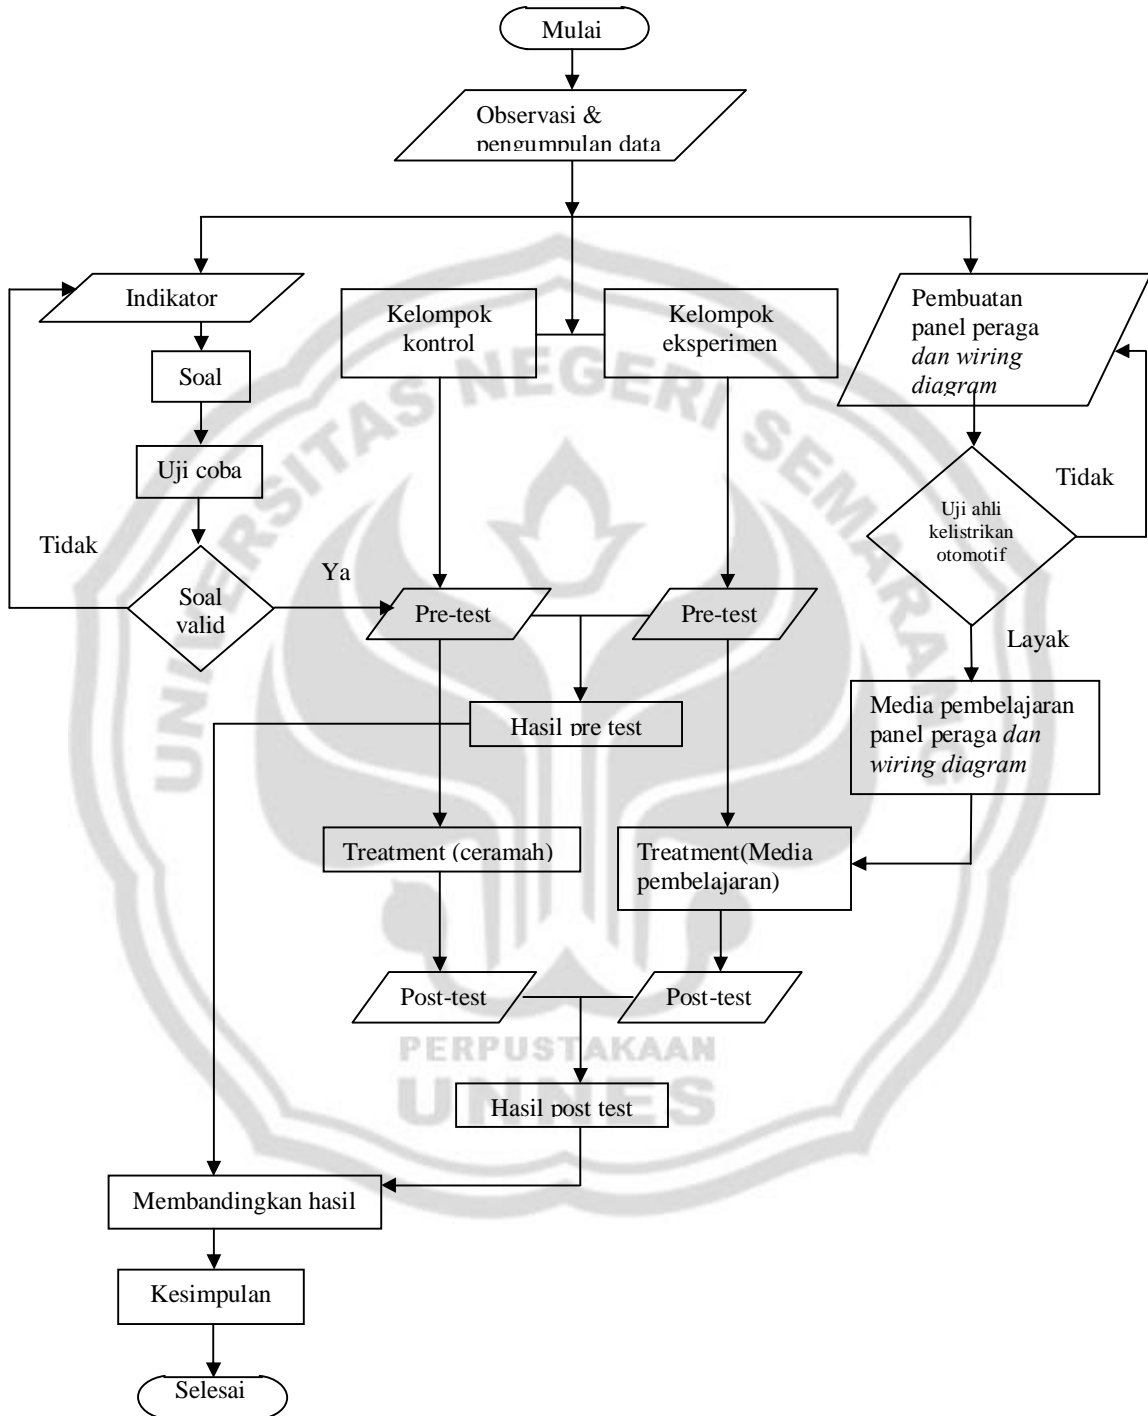 Mulai
Observasi &
pengumpulan data
Indikator
Kelompok
kontrol
Kelompok
eksperimen
Pembuatan
panel peraga
dan wiring
diagram
Soal
Uji coba
Tidak
Soal
valid
Ya
Pre-test
Pre-test
Uji ahli
kelistrikan
otomotif
Tidak
Layak
Hasil pre test
Media pembelajaran
panel peraga dan
wiring diagram
Treatment (ceramah)
Treatment(Media
pembelajaran)
Post-test
Post-test
Hasil post test
Membandingkan hasil
Kesimpulan
Selesai
UNIVERSITAS NEGERI SEMARANG
PERPUSTAKAAN
UNNES